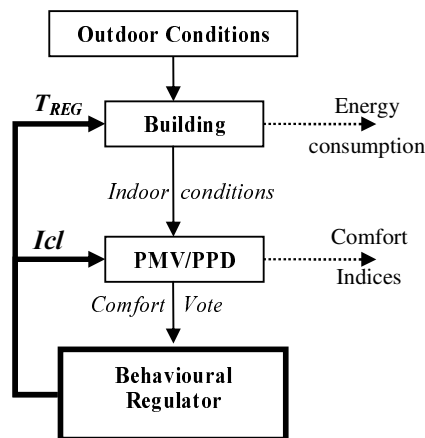 Outdoor Conditions
T_REG
Building
Energy
consumption
Indoor conditions
Icl
PMV/PPD
Comfort
Indices
Comfort Vote
Behavioural
Regulator